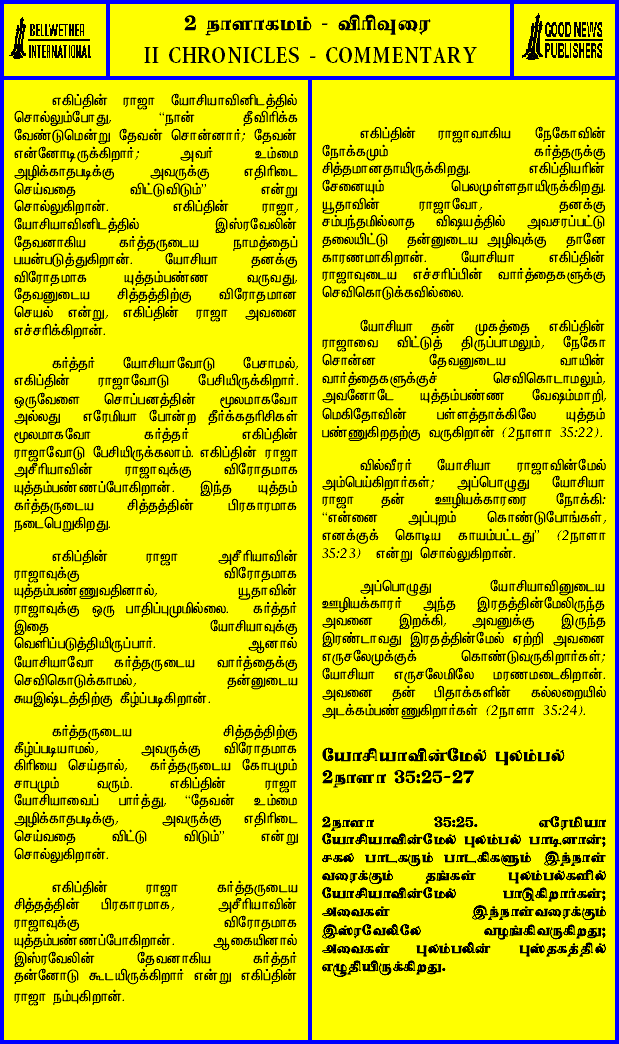 BELLWETHER
INTERNATIONAL
2 நாளாகமம் - விரிவுரை
II CHRONICLES - COMMENTARY
GOOD NEWS
PUBLISHERS
எகிப்தின் ராஜா யோசியாவினிடத்தில்
சொல்லும்போது, “நான் தீவிரிக்க
வேண்டுமென்று தேவன் சொன்னார்; தேவன்
என்னோடிருக்கிறார்; அவர் உம்மை
அழிக்காதபடிக்கு அவருக்கு எதிரிடை
செய்வதை விட்டுவிடும்” என்று
சொல்லுகிறான். எகிப்தின் ராஜா,
யோசியாவினிடத்தில் இஸ்ரவேலின்
தேவனாகிய கர்த்தருடைய நாமத்தைப்
பயன்படுத்துகிறான். யோசியா தனக்கு
விரோதமாக யுத்தம்பண்ண வருவது,
தேவனுடைய சித்தத்திற்கு விரோதமான
செயல் என்று, எகிப்தின் ராஜா அவனை
எச்சரிக்கிறான்.
கர்த்தர் யோசியாவோடு பேசாமல்,
எகிப்தின் ராஜாவோடு பேசியிருக்கிறார்.
ஒருவேளை சொப்பனத்தின் மூலமாகவோ
அல்லது எரேமியா போன்ற தீர்க்கதரிசிகள்
மூலமாகவோ கர்த்தர் எகிப்தின்
ராஜாவோடு பேசியிருக்கலாம். எகிப்தின் ராஜா
அசீரியாவின் ராஜாவுக்கு விரோதமாக
யுத்தம்பண்ணப்போகிறான். இந்த யுத்தம்
கர்த்தருடைய சித்தத்தின் பிரகாரமாக
நடைபெறுகிறது.
எகிப்தின் ராஜா அசீரியாவின்
ராஜாவுக்கு விரோதமாக
யுத்தம்பண்ணுவதினால், யூதாவின்
ராஜாவுக்கு ஒரு பாதிப்புமுமில்லை. கர்த்தர்
இதை யோசியாவுக்கு
வெளிப்படுத்தியிருப்பார். ஆனால்
யோசியாவோ கர்த்தருடைய வார்த்தைக்கு
செவிகொடுக்காமல், தன்னுடைய
சுயஇஷ்டத்திற்கு கீழ்ப்படிகிறான்.
கர்த்தருடைய சித்தத்திற்கு
கீழ்ப்படியாமல், அவருக்கு விரோதமாக
கிரியை செய்தால், கர்த்தருடைய கோபமும்
சாபமும் வரும். எகிப்தின் ராஜா
யோசியாவைப் பார்த்து, “தேவன் உம்மை
அழிக்காதபடிக்கு, அவருக்கு எதிரிடை
செய்வதை விட்டு விடும்” என்று
சொல்லுகிறான்.
எகிப்தின் ராஜா கர்த்தருடைய
சித்தத்தின் பிரகாரமாக, அசீரியாவின்
ராஜாவுக்கு விரோதமாக
யுத்தம்பண்ணப்போகிறான். ஆகையினால்
இஸ்ரவேலின் தேவனாகிய கர்த்தர்
தன்னோடு கூடயிருக்கிறார் என்று எகிப்தின்
ராஜா நம்புகிறான்.
எகிப்தின் ராஜாவாகிய நேகோவின்
நோக்கமும் கர்த்தருக்கு
சித்தமானதாயிருக்கிறது. எகிப்தியரின்
சேனையும் பெலமுள்ளதாயிருக்கிறது.
யூதாவின் ராஜாவோ, தனக்கு
சம்பந்தமில்லாத விஷயத்தில் அவசரப்பட்டு
தலையிட்டு தன்னுடைய அழிவுக்கு தானே
காரணமாகிறான். யோசியா எகிப்தின்
ராஜாவுடைய எச்சரிப்பின் வார்த்தைகளுக்கு
செவிகொடுக்கவில்லை.
யோசியா தன் முகத்தை எகிப்தின்
ராஜாவை விட்டுத் திருப்பாமலும், நேகோ
சொன்ன தேவனுடைய வாயின்
வார்த்தைகளுக்குச் செவிகொடாமலும்,
அவனோடே யுத்தம்பண்ண வேஷம்மாறி,
மெகிதோவின் பள்ளத்தாக்கிலே யுத்தம்
பண்ணுகிறதற்கு வருகிறான் (2நாளா 35:22).
வில்வீரர் யோசியா ராஜாவின்மேல்
அம்பெய்கிறார்கள்; அப்பொழுது யோசியா
ராஜா தன் ஊழியக்காரரை நோக்கி:
“என்னை அப்புறம் கொண்டுபோங்கள்,
எனக்குக் கொடிய காயம்பட்டது” (2நாளா
35:23) என்று சொல்லுகிறான்.
அப்பொழுது யோசியாவினுடைய
ஊழியக்காரர் அந்த இரதத்தின்மேலிருந்த
அவனை இறக்கி, அவனுக்கு இருந்த
இரண்டாவது இரதத்தின்மேல் ஏற்றி அவனை
எருசலேமுக்குக் கொண்டுவருகிறார்கள்;
யோசியா எருசலேமிலே மரணமடைகிறான்.
அவனை தன் பிதாக்களின் கல்லறையில்
அடக்கம்பண்ணுகிறார்கள் (2நாளா 35:24).
யோசியாவின்மேல் புலம்பல்
2நாளா 35:25-27
2நாளா 35:25. எரேமியா
யோசியாவின்மேல் புலம்பல் பாடினான்;
சகல பாடகரும் பாடகிகளும் இந்நாள்
வரைக்கும் தங்கள் புலம்பல்களில்
யோசியாவின்மேல் பாடுகிறார்கள்;
அவைகள் இந்நாள்வரைக்கும்
இஸ்ரவேலிலே வழங்கிவருகிறது;
அவைகள் புலம்பலின் புஸ்தகத்தில்
எழுதியிருக்கிறது.